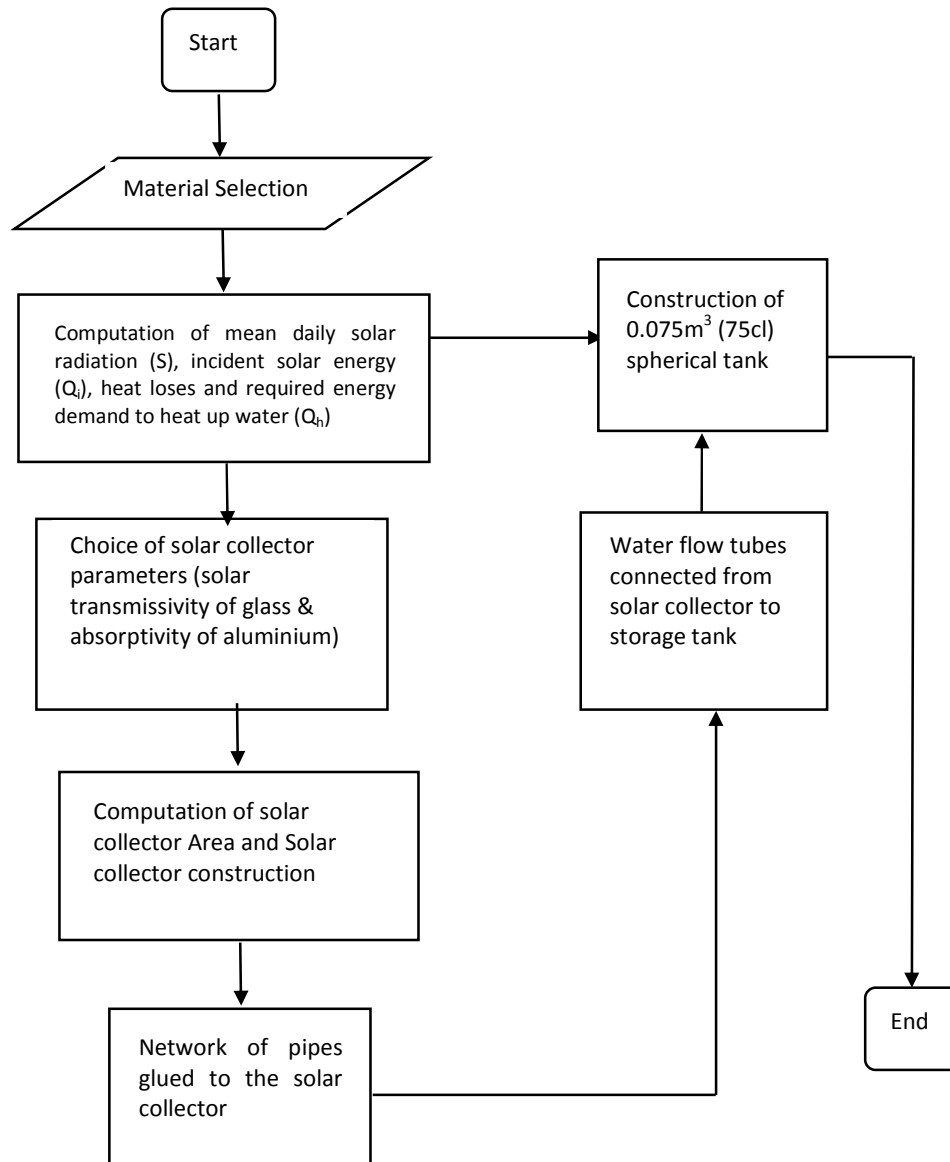 Start
Material Selection
Computation of mean daily solar
radiation (S), incident solar energy
(Qi), heat loses and required energy
demand to heat up water (Qh)
Choice of solar collector
parameters (solar
transmissivity of glass &
absorptivity of aluminium)
Computation of solar
collector Area and Solar
collector construction
Network of pipes
glued to the solar
collector
Water flow tubes
connected from
solar collector to
storage tank
Construction of
0.075m³ (75cl)
spherical tank
End